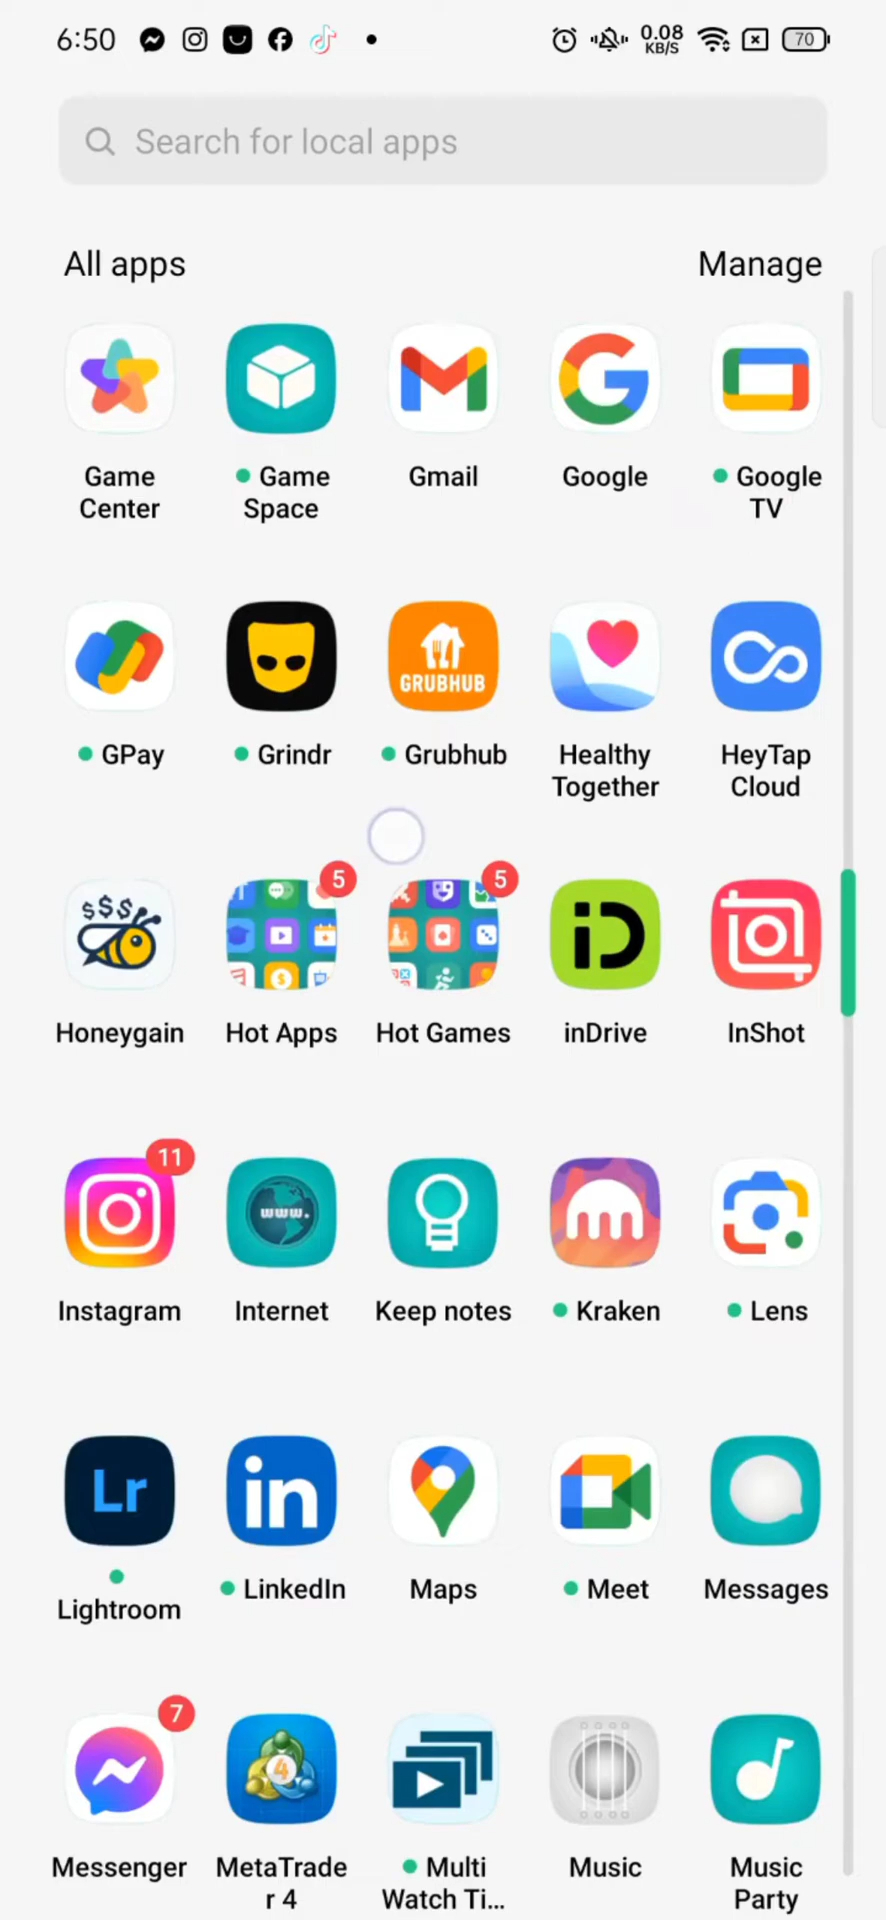 6:50
0.08
KB/S
70
Search for local apps
All apps
Manage
Game
Center
Game
Space
Gmail
Google
Google
TV
GRUBHUB
GPay
Grindr
Grubhub
Healthy
Together
HeyTap
Cloud
$$$
5
5
iD
Honeygain
Hot Apps
Hot Games
inDrive
InShot
11
www.
Instagram
Internet
Keep notes
Kraken
Lens
Lr
in
Lightroom
LinkedIn
Maps
Meet
Messages
7
4
Messenger
MetaTrade
r 4
Multi
Watch Ti...
Music
Music
Party